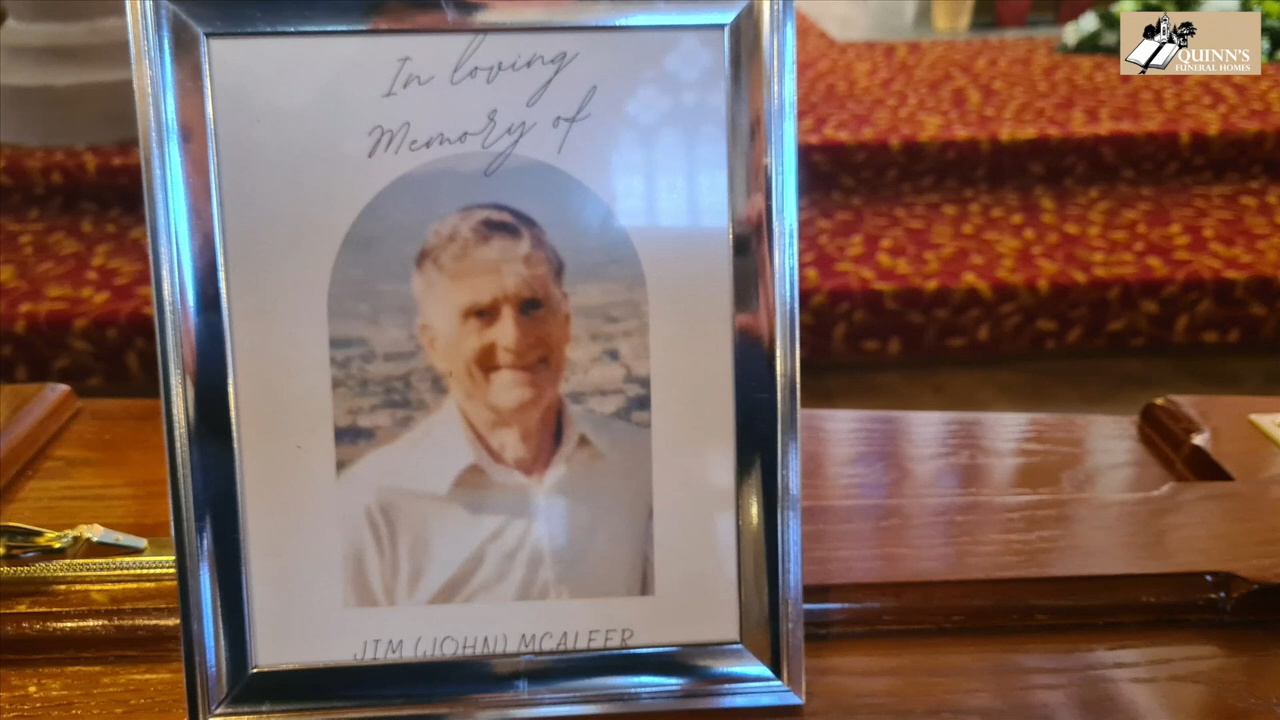 In loving
Memory of
JIM (JOHN) MCALEER
QUINN'S
FUNERAL HOMES